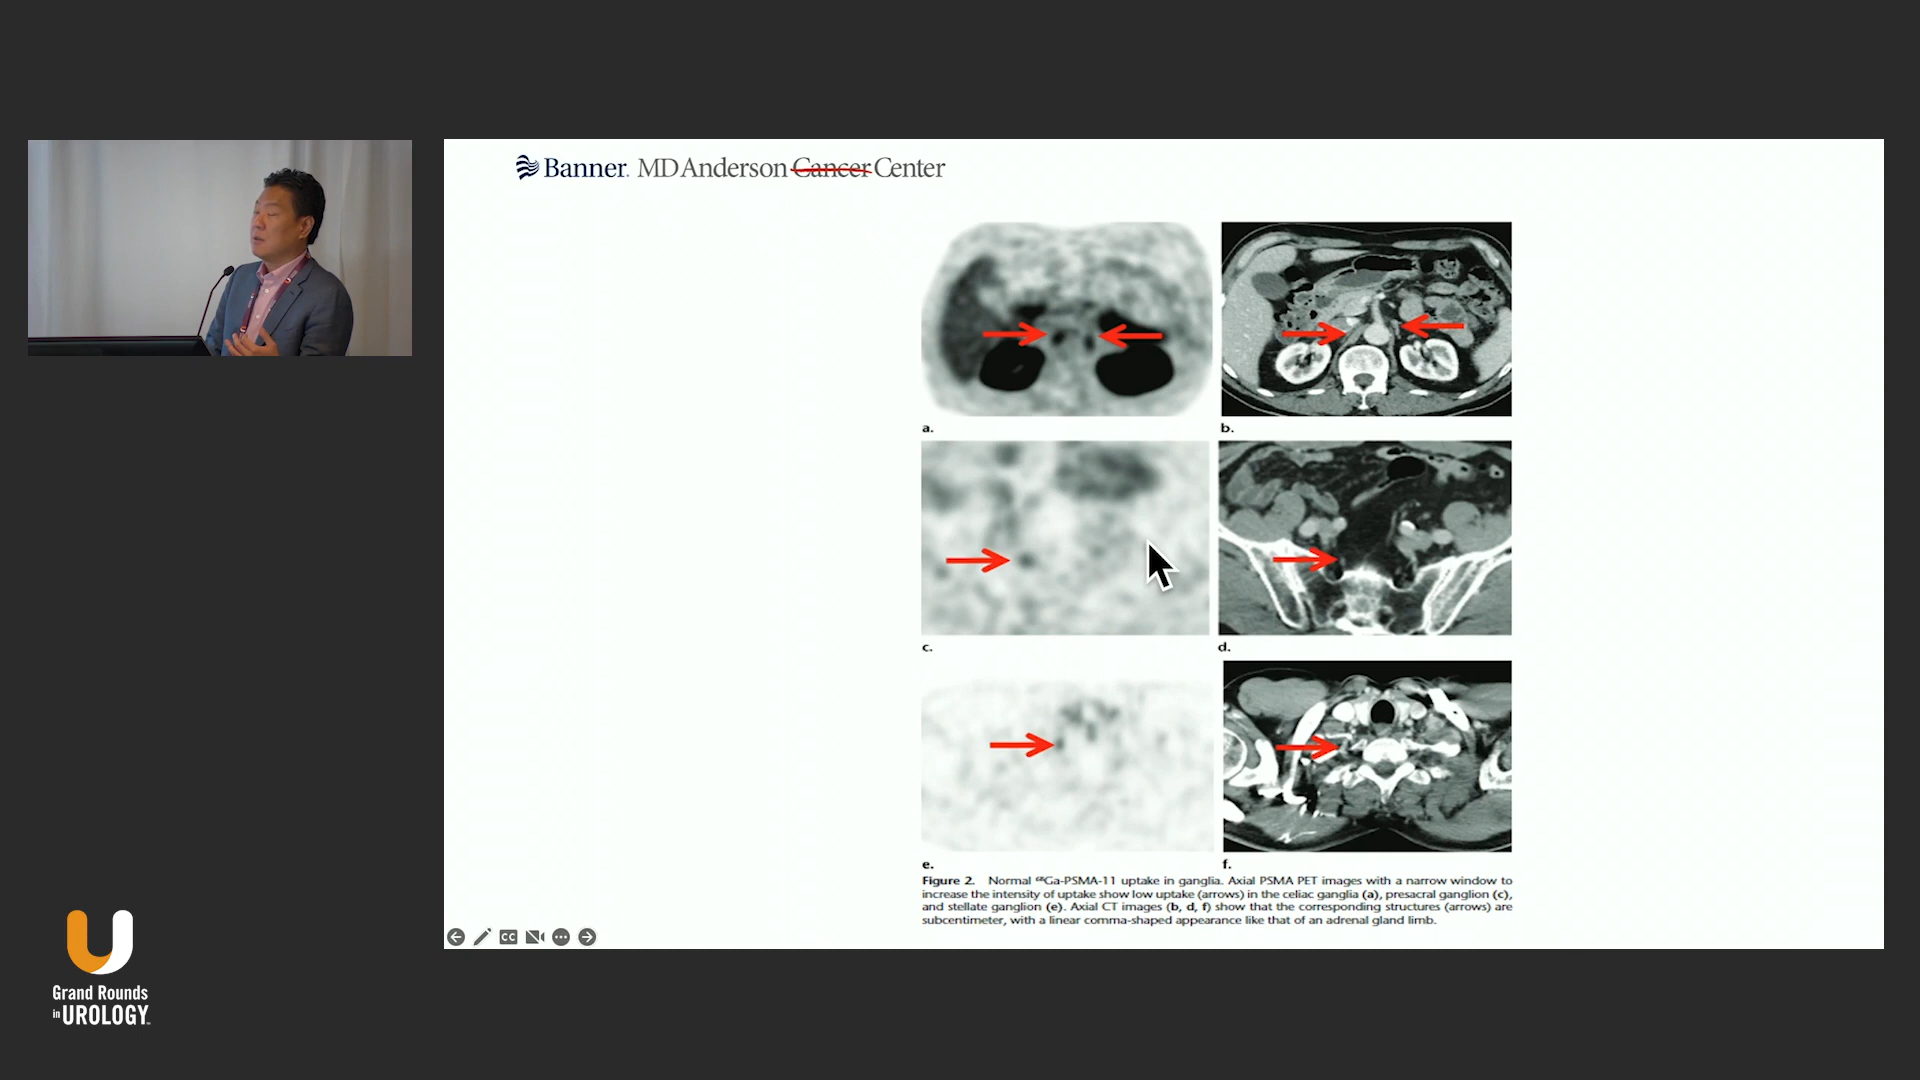 Banner. MD Anderson Cancer Center
a.
b.
c.
d.
e.
f.
Figure 2. Normal ⁶⁸Ga-PSMA-11 uptake in ganglia. Axial PSMA PET images with a narrow window to
increase the intensity of uptake show low uptake (arrows) in the celiac ganglia (a), presacral ganglion (c),
and stellate ganglion (e). Axial CT images (b, d, f) show that the corresponding structures (arrows) are
subcentimeter, with a linear comma-shaped appearance like that of an adrenal gland limb.
CC
Grand Rounds
in UROLOGY